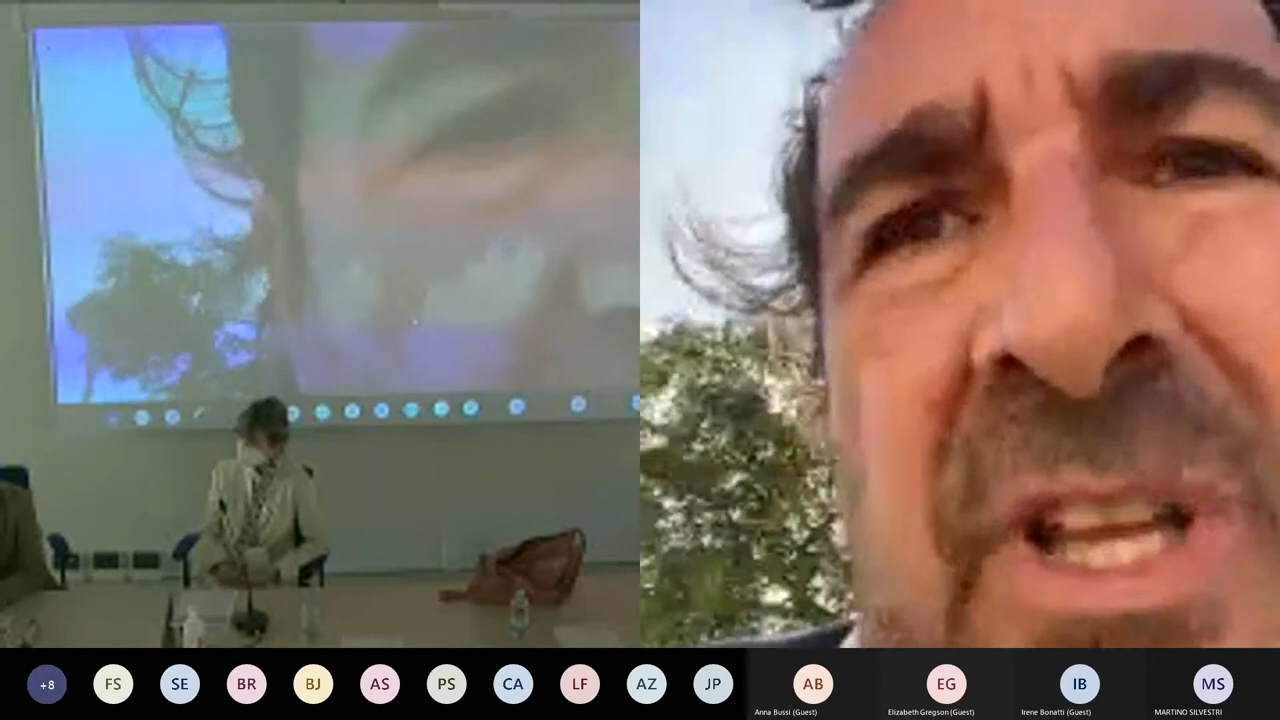 +8 FS SE BR BJ AS PS CA LF AZ JP AB EG IB MS
Anna Bussi (Guest) Elizabeth Gregson (Guest) Irene Bonatti (Guest) MARTINO SILVESTRI